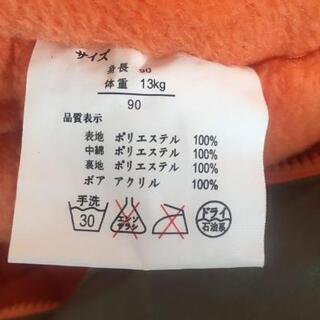 サイズ
身長 90
体重 13kg
90
品質表示
表地 ポリエステル 100%
中綿 ポリエステル 100%
裏地 ポリエステル 100%
ボア アクリル 100%
手洗
30
エンソ
サラシ
ドライ
石油系